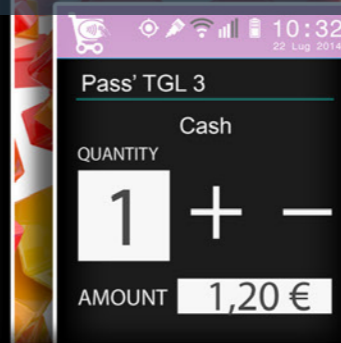 10:32
22 Lug 2014
Pass' TGL 3
Cash
QUANTITY
1 + −
AMOUNT 1,20 €